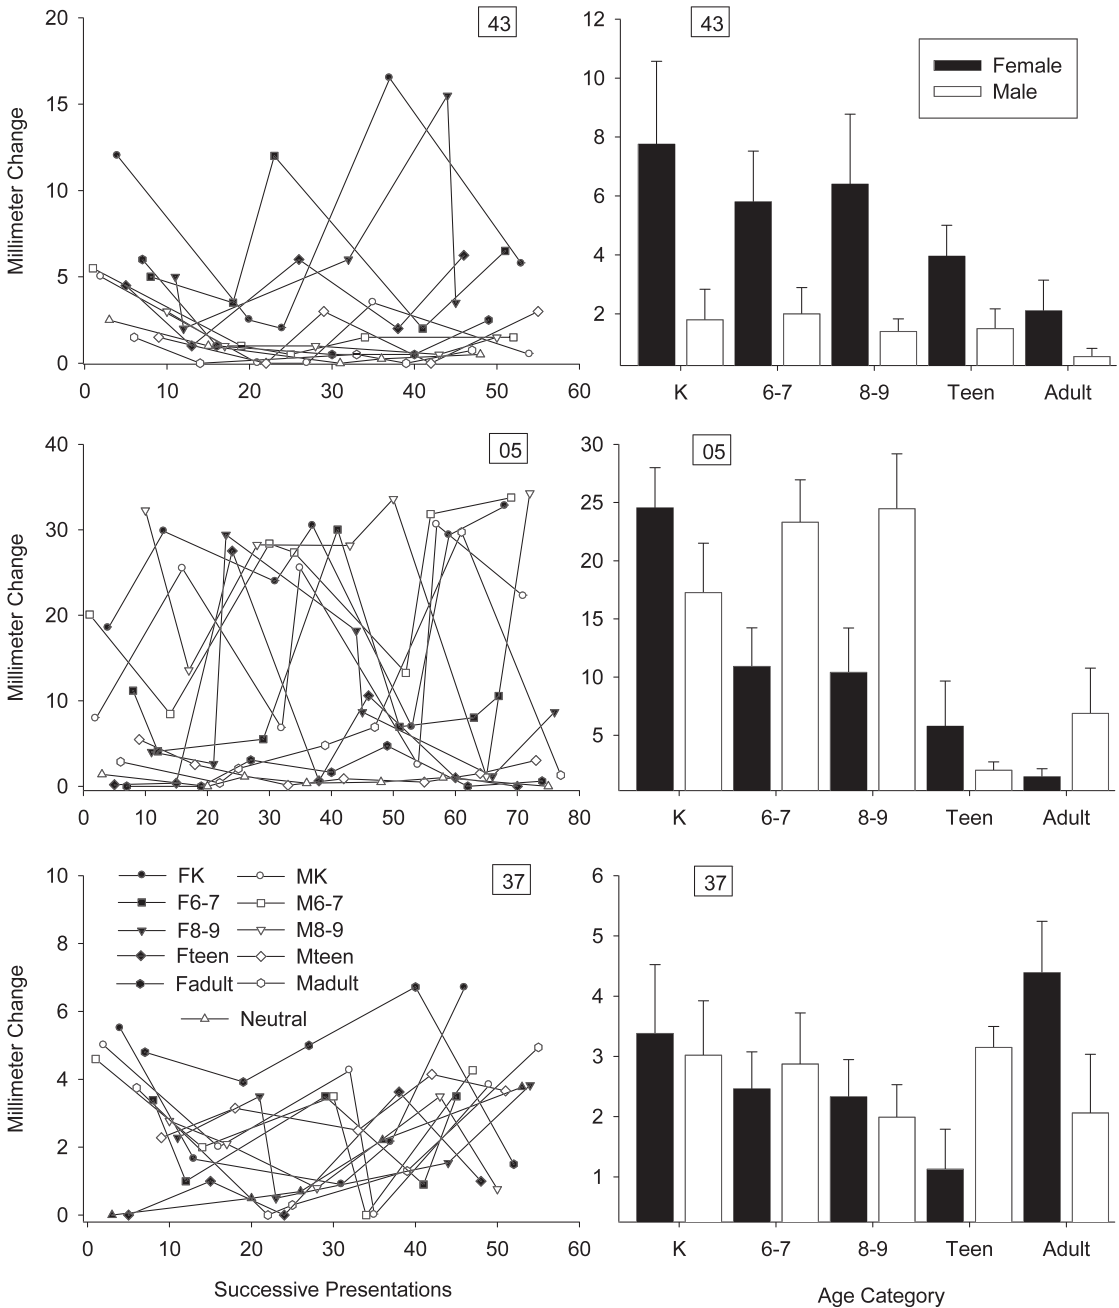 43
20
15
10
5
0
Millimeter Change
0 10 20 30 40 50 60
43
Female
Male
12
10
8
6
4
2
K 6-7 8-9 Teen Adult
05
40
30
20
10
0
Millimeter Change
0 10 20 30 40 50 60 70 80
05
30
25
20
15
10
5
K 6-7 8-9 Teen Adult
37
FK MK
F6-7 M6-7
F8-9 M8-9
Fteen Mteen
Fadult Madult
Neutral
10
8
6
4
2
0
Millimeter Change
0 10 20 30 40 50 60
Successive Presentations
37
6
5
4
3
2
1
K 6-7 8-9 Teen Adult
Age Category